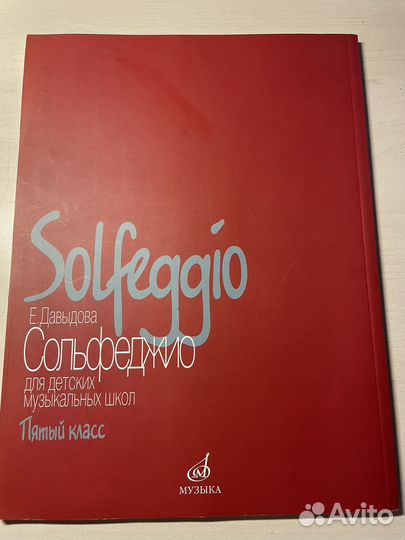 Solfeggio
Е. Давыдова
Сольфеджио
для детских
музыкальных школ
Пятый класс
МУЗЫКА
Avito